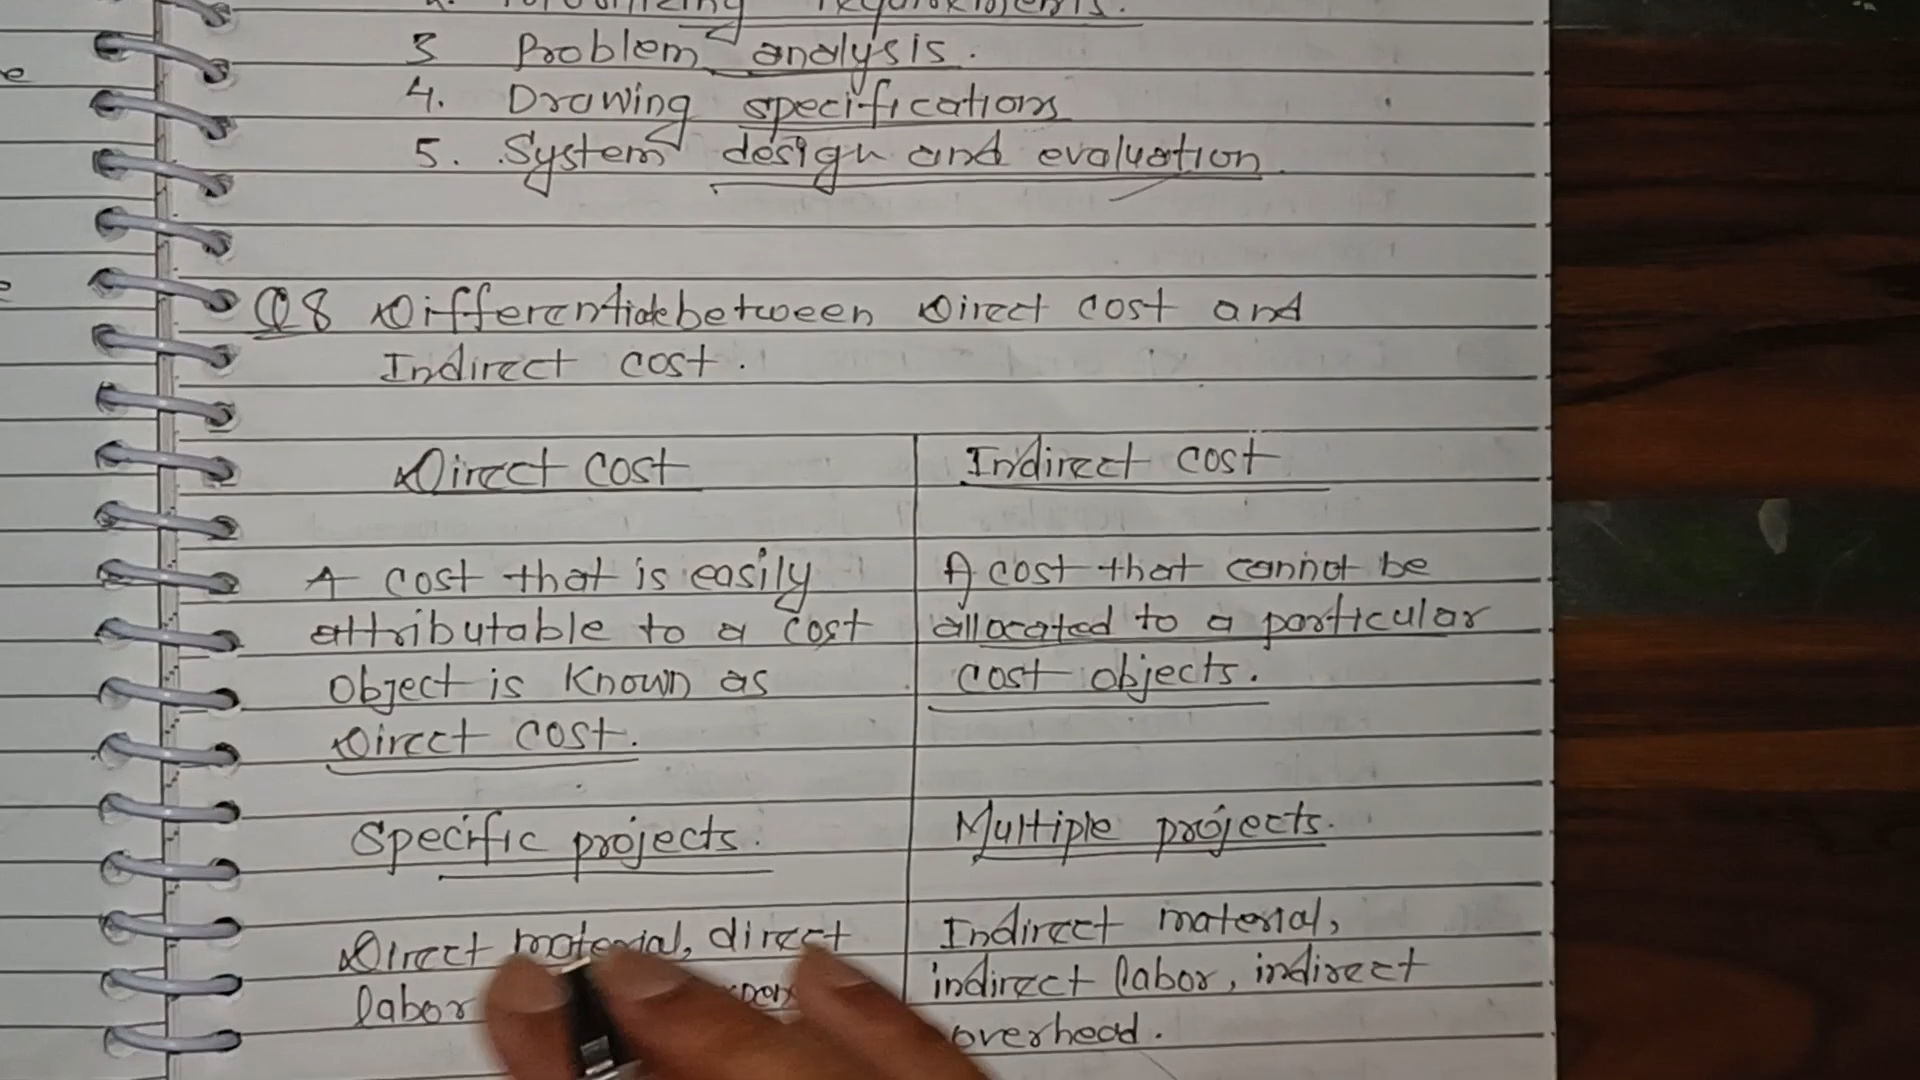 requirements.
3 Problem analysis.
4. Drawing specifications
5. System design and evaluation
Q8 Differentiate between Direct cost and
Indirect cost.
Direct cost
A cost that is easily
attributable to a cost
object is known as
Direct cost.
Specific projects.
Direct material, direct
labor
Indirect cost
A cost that cannot be
allocated to a particular
cost objects.
Multiple projects.
Indirect material,
indirect labor, indirect
overhead.